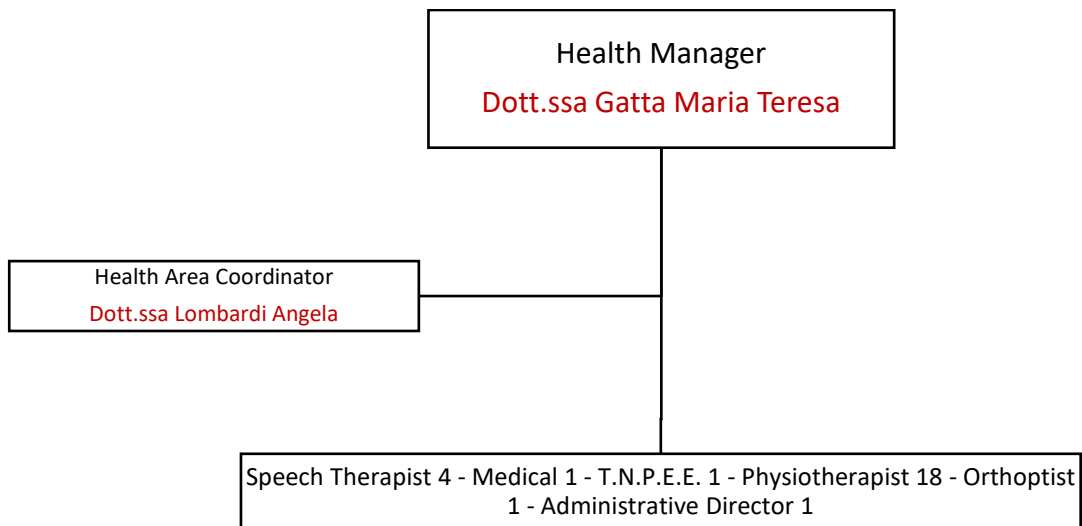 Health Manager
Dott.ssa Gatta Maria Teresa
Health Area Coordinator
Dott.ssa Lombardi Angela
Speech Therapist 4 - Medical 1 - T.N.P.E.E. 1 - Physiotherapist 18 - Orthoptist
1 - Administrative Director 1